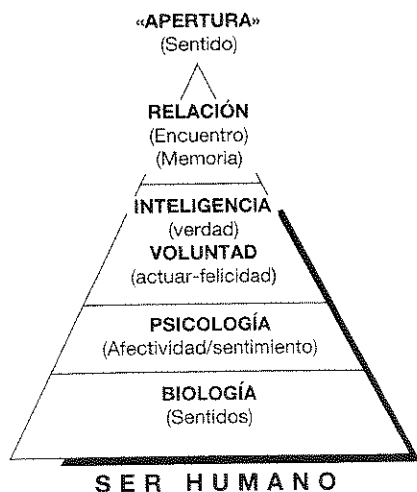 «APERTURA»
(Sentido)
RELACIÓN
(Encuentro)
(Memoria)
INTELIGENCIA
(verdad)
VOLUNTAD
(actuar-felicidad)
PSICOLOGÍA
(Afectividad/sentimiento)
BIOLOGÍA
(Sentidos)
SER HUMANO